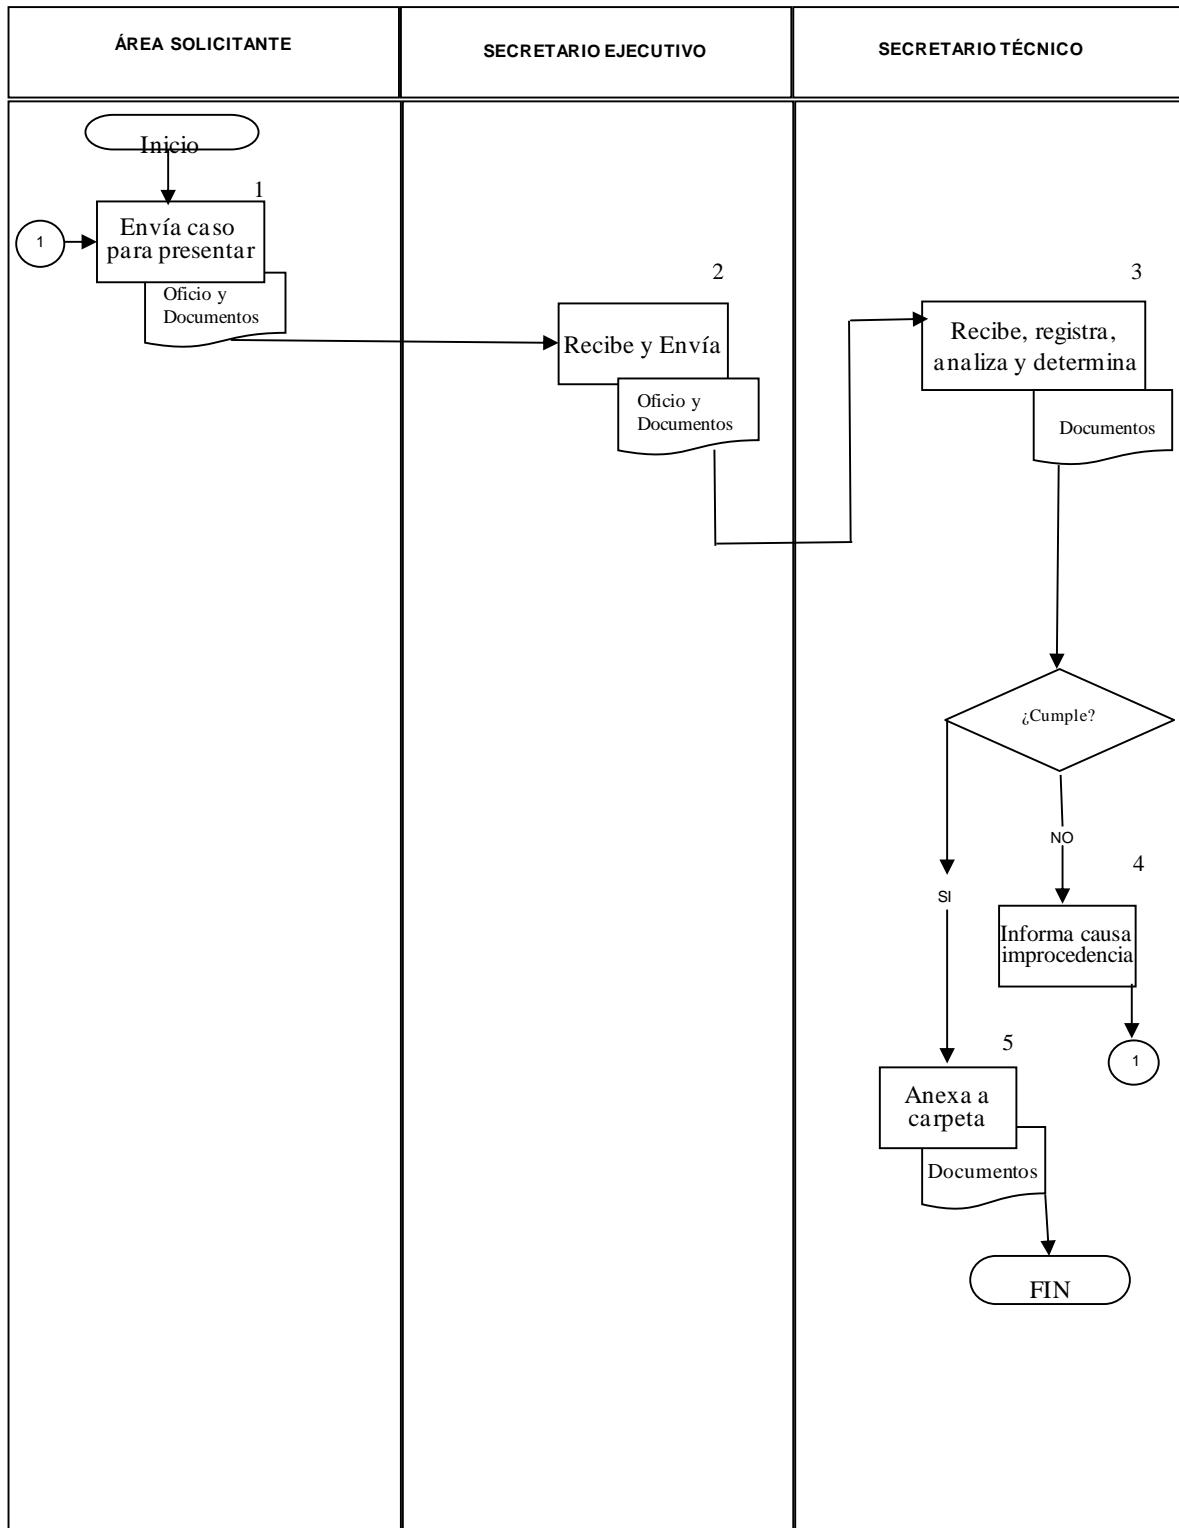 ÁREA SOLICITANTE
SECRETARIO EJECUTIVO
SECRETARIO TÉCNICO
Inicio
1
1
Envía caso
para presentar
Oficio y
Documentos
2
Recibe y Envía
Oficio y
Documentos
3
Recibe, registra,
analiza y determina
Documentos
¿Cumple?
NO
SI
4
Informa causa
improcedencia
1
5
Anexa a
carpeta
Documentos
FIN